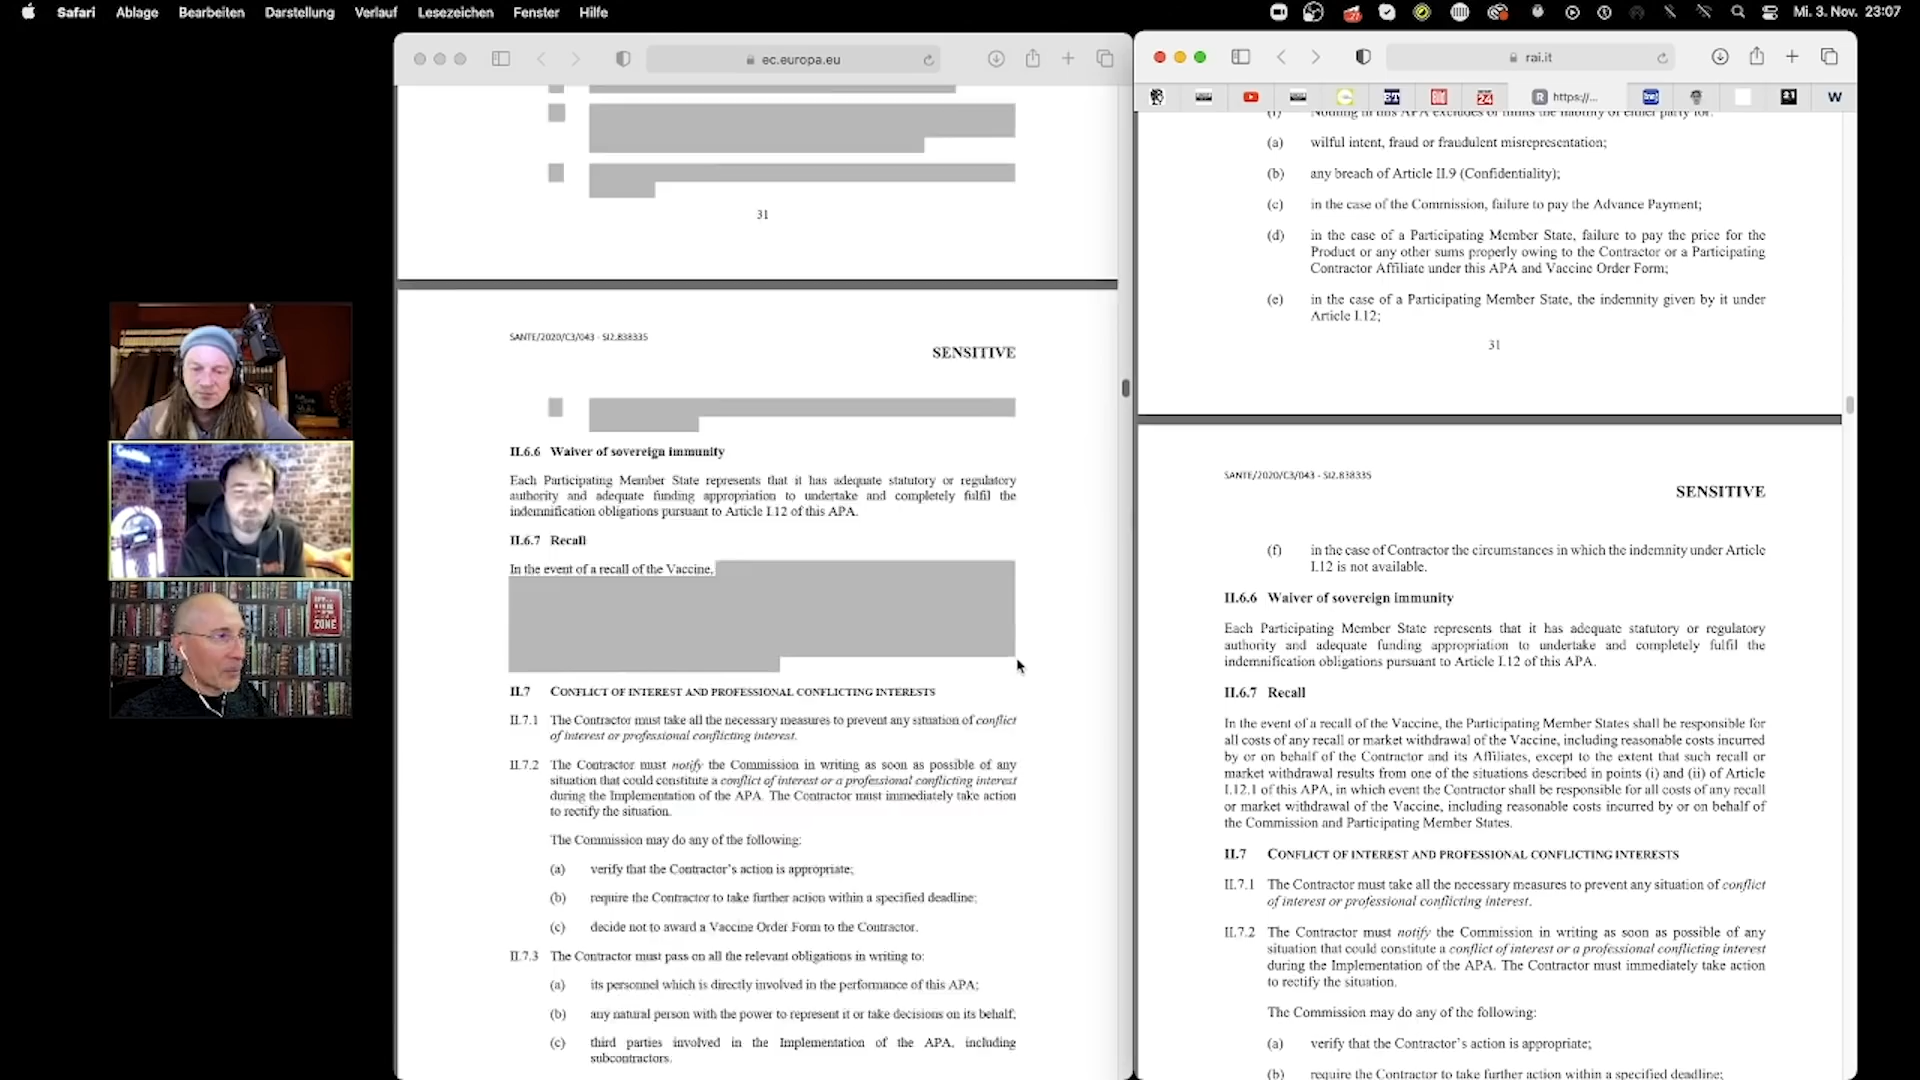 Safari Ablage Bearbeiten Darstellung Verlauf Lesezeichen Fenster Hilfe
Mi. 3. Nov. 23:07
ec.europa.eu
31
SANTE/2020/C3/043 - SI2.838335
SENSITIVE
II.6.6 Waiver of sovereign immunity
Each Participating Member State represents that it has adequate statutory or regulatory
authority and adequate funding appropriation to undertake and completely fulfil the
indemnification obligations pursuant to Article I.12 of this APA.
II.6.7 Recall
In the event of a recall of the Vaccine,
II.7 CONFLICT OF INTEREST AND PROFESSIONAL CONFLICTING INTERESTS
II.7.1 The Contractor must take all the necessary measures to prevent any situation of conflict
of interest or professional conflicting interest.
II.7.2 The Contractor must notify the Commission in writing as soon as possible of any
situation that could constitute a conflict of interest or a professional conflicting interest
during the Implementation of the APA. The Contractor must immediately take action
to rectify the situation.
The Commission may do any of the following:
(a) verify that the Contractor's action is appropriate;
(b) require the Contractor to take further action within a specified deadline;
(c) decide not to award a Vaccine Order Form to the Contractor.
II.7.3 The Contractor must pass on all the relevant obligations in writing to:
(a) its personnel which is directly involved in the performance of this APA;
(b) any natural person with the power to represent it or take decisions on its behalf;
(c) third parties involved in the Implementation of the APA, including
subcontractors.
rai.it
R https://...
W
(f) Nothing in this APA excludes or limits the liability of either party for:
(a) wilful intent, fraud or fraudulent misrepresentation;
(b) any breach of Article II.9 (Confidentiality);
(c) in the case of the Commission, failure to pay the Advance Payment;
(d) in the case of a Participating Member State, failure to pay the price for the
Product or any other sums properly owing to the Contractor or a Participating
Contractor Affiliate under this APA and Vaccine Order Form;
(e) in the case of a Participating Member State, the indemnity given by it under
Article I.12;
31
SANTE/2020/C3/043 - SI2.838335
SENSITIVE
(f) in the case of Contractor the circumstances in which the indemnity under Article
I.12 is not available.
II.6.6 Waiver of sovereign immunity
Each Participating Member State represents that it has adequate statutory or regulatory
authority and adequate funding appropriation to undertake and completely fulfil the
indemnification obligations pursuant to Article I.12 of this APA.
II.6.7 Recall
In the event of a recall of the Vaccine, the Participating Member States shall be responsible for
all costs of any recall or market withdrawal of the Vaccine, including reasonable costs incurred
by or on behalf of the Contractor and its Affiliates, except to the extent that such recall or
market withdrawal results from one of the situations described in points (i) and (ii) of Article
I.12.1 of this APA, in which event the Contractor shall be responsible for all costs of any recall
or market withdrawal of the Vaccine, including reasonable costs incurred by or on behalf of
the Commission and Participating Member States.
II.7 CONFLICT OF INTEREST AND PROFESSIONAL CONFLICTING INTERESTS
II.7.1 The Contractor must take all the necessary measures to prevent any situation of conflict
of interest or professional conflicting interest.
II.7.2 The Contractor must notify the Commission in writing as soon as possible of any
situation that could constitute a conflict of interest or a professional conflicting interest
during the Implementation of the APA. The Contractor must immediately take action
to rectify the situation.
The Commission may do any of the following:
(a) verify that the Contractor's action is appropriate;
(b) require the Contractor to take further action within a specified deadline;
ZONE